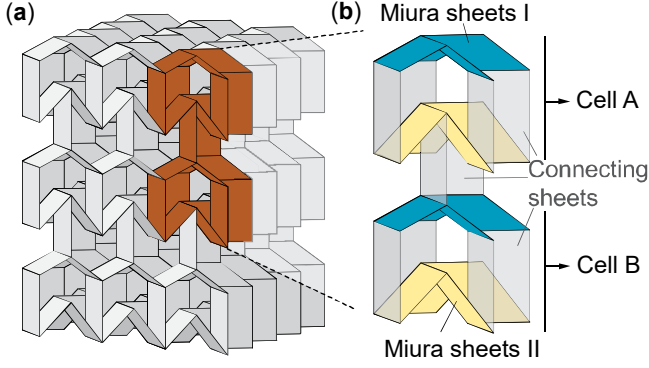 (a)
(b)
Miura sheets I
Cell A
Connecting
sheets
Cell B
Miura sheets II